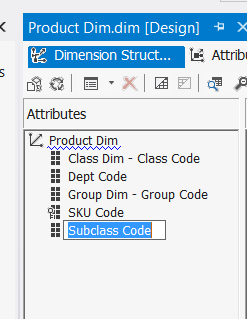 Product Dim.dim [Design]
Dimension Struct...
Attribu
s
Attributes
Product Dim
Class Dim - Class Code
Dept Code
Group Dim - Group Code
SKU Code
Subclass Code